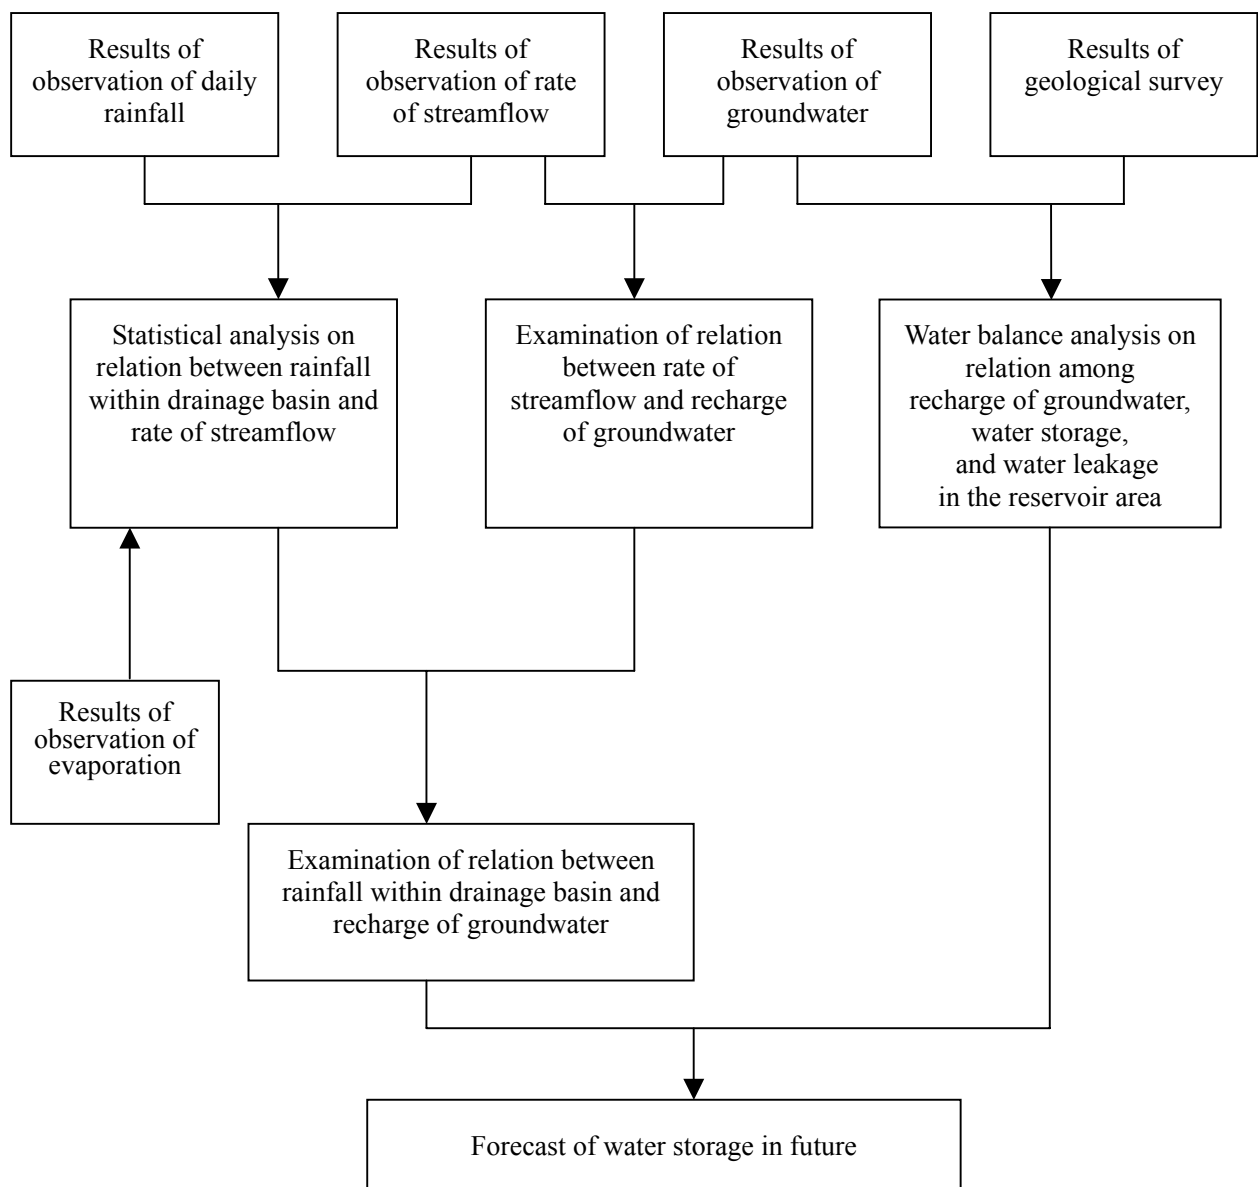 Results of
observation of daily
rainfall
Results of
observation of rate
of streamflow
Results of
observation of
groundwater
Results of
geological survey
Statistical analysis on
relation between rainfall
within drainage basin and
rate of streamflow
Examination of relation
between rate of
streamflow and recharge
of groundwater
Water balance analysis on
relation among
recharge of groundwater,
water storage,
and water leakage
in the reservoir area
Results of
observation of
evaporation
Examination of relation between
rainfall within drainage basin and
recharge of groundwater
Forecast of water storage in future